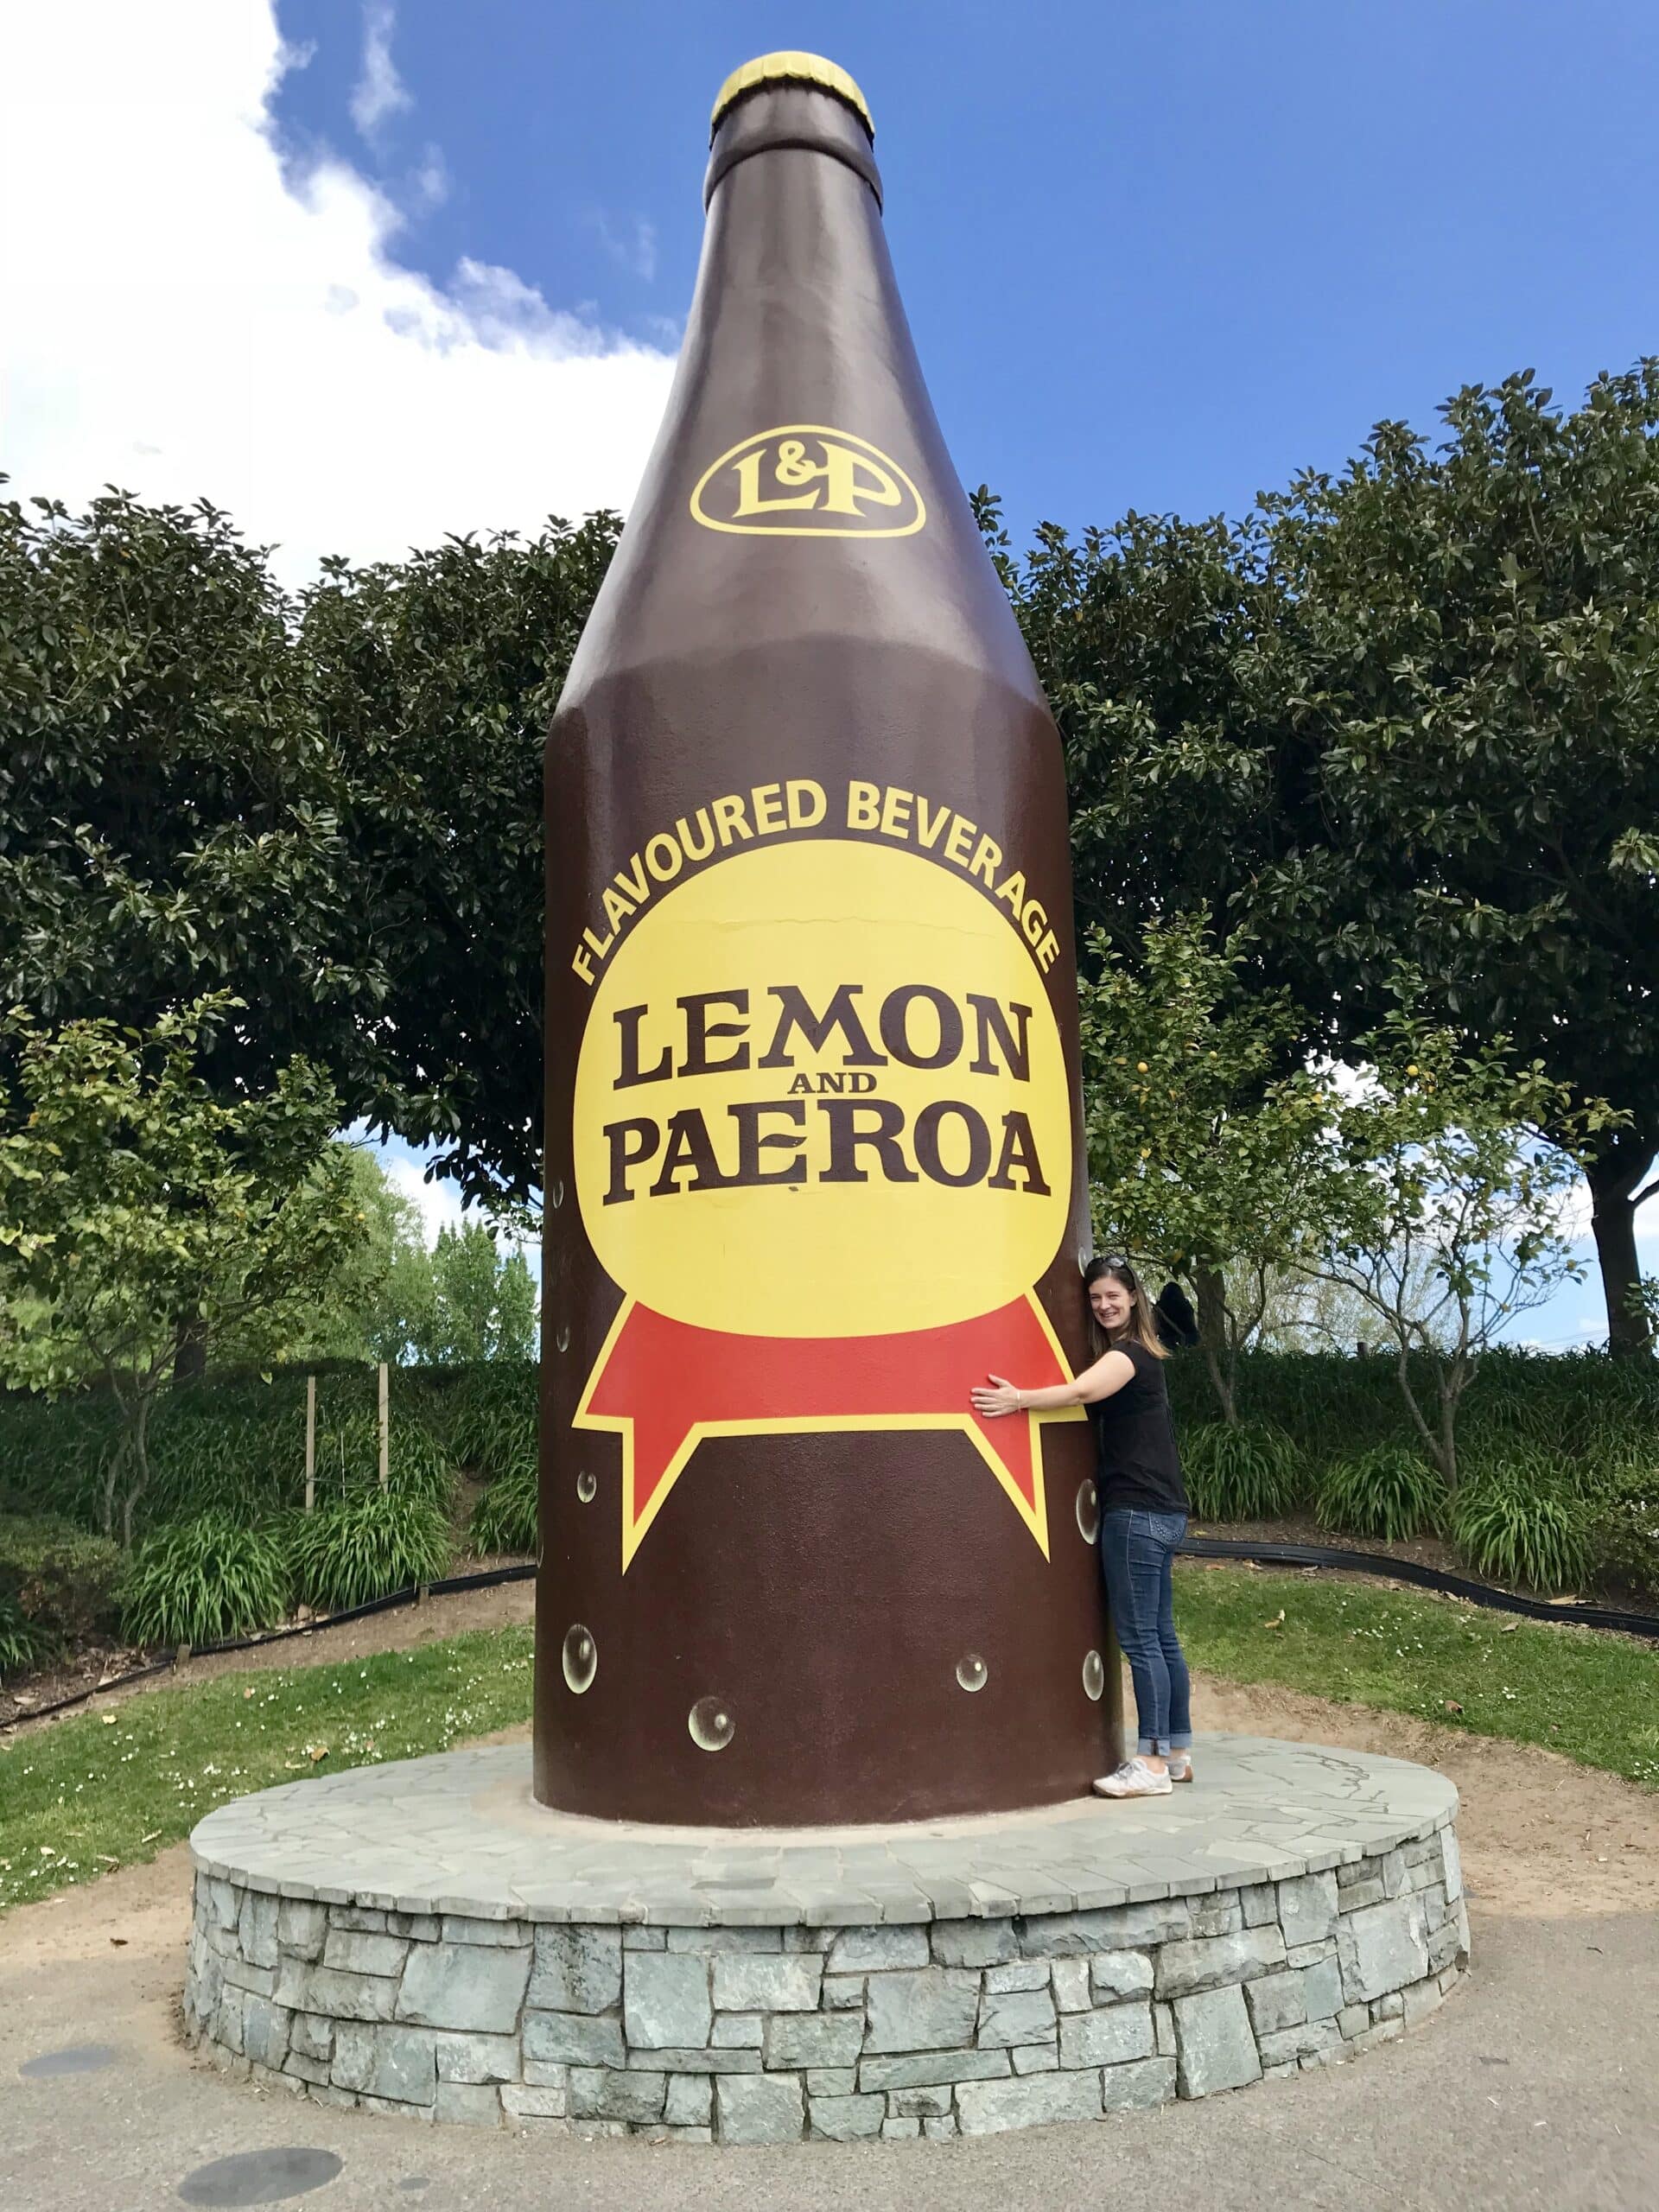 L&P
FLAVOURED BEVERAGE
LEMON
AND
PAEROA